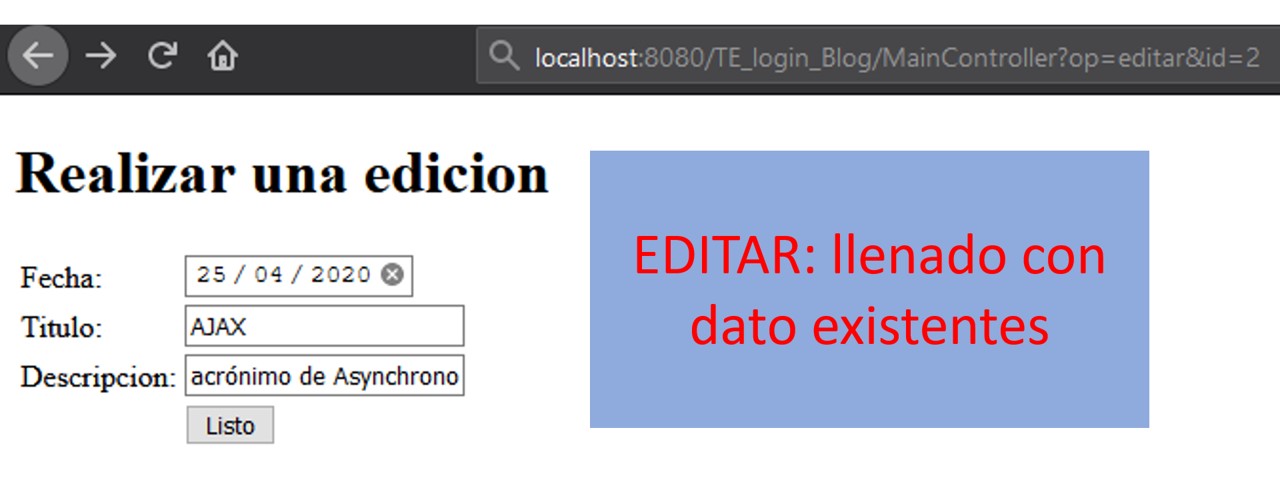 localhost:8080/TE_login_Blog/MainController?op=editar&id=2
Realizar una edicion
Fecha: 25 / 04 / 2020
Titulo: AJAX
Descripcion: acrónimo de Asynchrono
Listo
EDITAR: llenado con
dato existentes